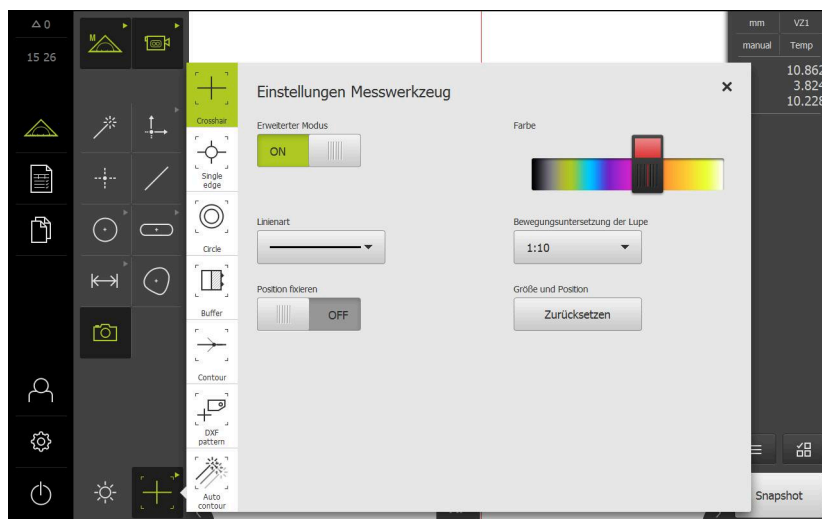 0
15 26
M
mm VZ1
manual Temp
10.862
3.824
10.228
Crosshair
Single
edge
Circle
Buffer
Contour
DXF
pattern
Auto
contour
Einstellungen Messwerkzeug
Erweiterter Modus
ON
Farbe
Linienart
Bewegungsuntersetzung der Lupe
1:10
Position fixieren
OFF
Größe und Position
Zurücksetzen
Snapshot